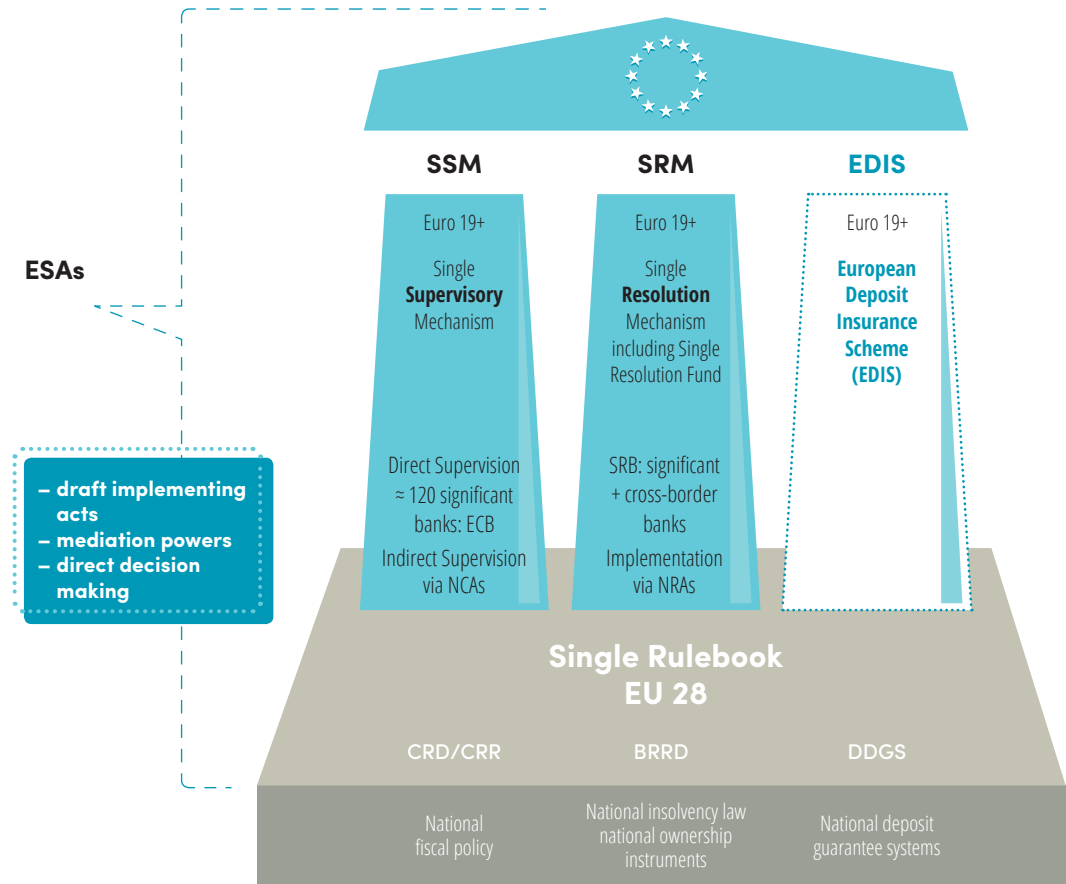 SSM
SRM
EDIS
ESAs
– draft implementing
acts
– mediation powers
– direct decision
making
Euro 19+
Single
Supervisory
Mechanism
Direct Supervision
≈ 120 significant
banks: ECB
Indirect Supervision
via NCAs
Euro 19+
Single
Resolution
Mechanism
including Single
Resolution Fund
SRB: significant
+ cross-border
banks
Implementation
via NRAs
Euro 19+
European
Deposit
Insurance
Scheme
(EDIS)
Single Rulebook
EU 28
CRD/CRR
BRRD
DDGS
National
fiscal policy
National insolvency law
national ownership
instruments
National deposit
guarantee systems